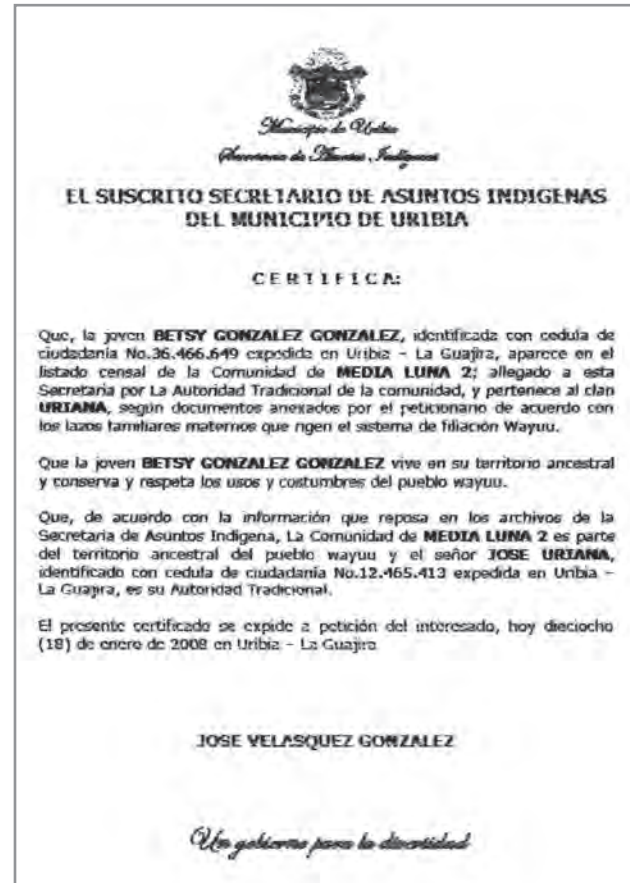 Municipio de Uribia
Secretaria de Asuntos Indígenas
EL SUSCRITO SECRETARIO DE ASUNTOS INDIGENAS
DEL MUNICIPIO DE URIBIA
CERTIFICA:
Que, la joven BETSY GONZALEZ GONZALEZ, identificada con cedula de
ciudadanía No.36.466.649 expedida en Uribia – La Guajira, aparece en el
listado censal de la Comunidad de MEDIA LUNA 2; allegado a esta
Secretaria por La Autoridad Tradicional de la comunidad, y pertenece al clan
URIANA, según documentos anexados por el peticionario de acuerdo con
los lazos familiares maternos que rigen el sistema de filiación Wayuu.
Que la joven BETSY GONZALEZ GONZALEZ vive en su territorio ancestral
y conserva y respeta los usos y costumbres del pueblo wayuu.
Que, de acuerdo con la información que reposa en los archivos de la
Secretaria de Asuntos Indígena, La Comunidad de MEDIA LUNA 2 es parte
del territorio ancestral del pueblo wayuu y el señor JOSE URIANA,
identificado con cedula de ciudadanía No.12.465.413 expedida en Uribia –
La Guajira, es su Autoridad Tradicional.
El presente certificado se expide a petición del interesado, hoy dieciocho
(18) de enero de 2008 en Uribia – La Guajira
JOSE VELASQUEZ GONZALEZ
Un gobierno para la diversidad